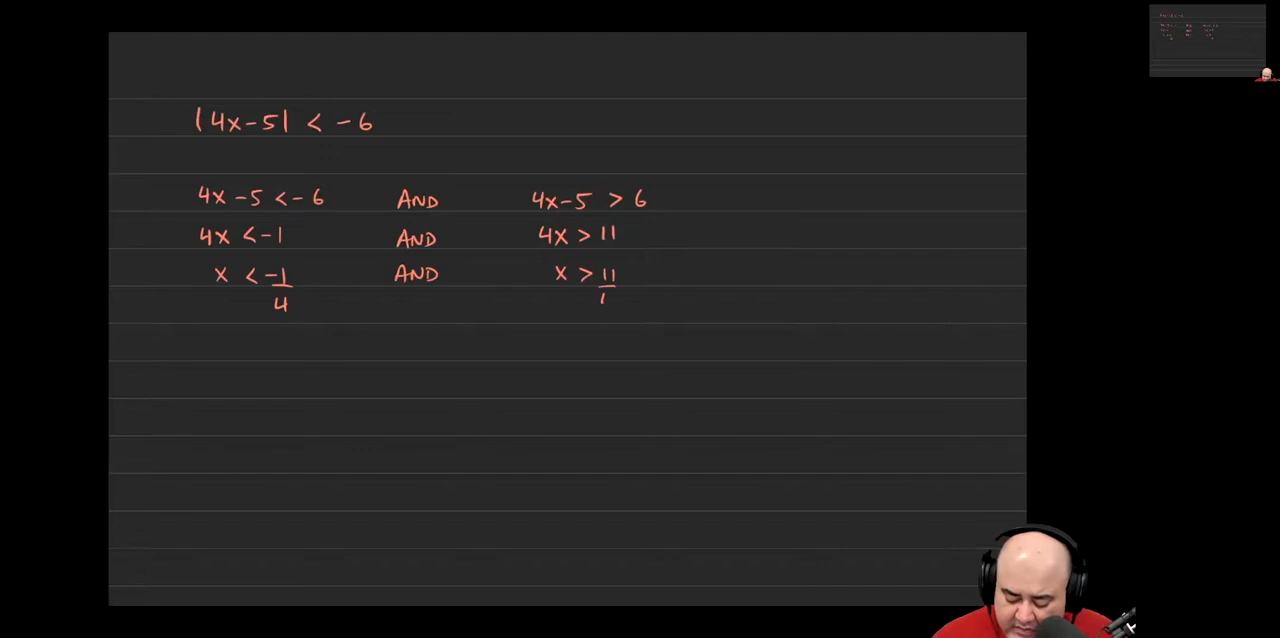 |4x-5| < -6
4x -5 < -6 AND 4x-5 > 6
4x < -1 AND 4x > 11
x < -1/4 AND x > 11/